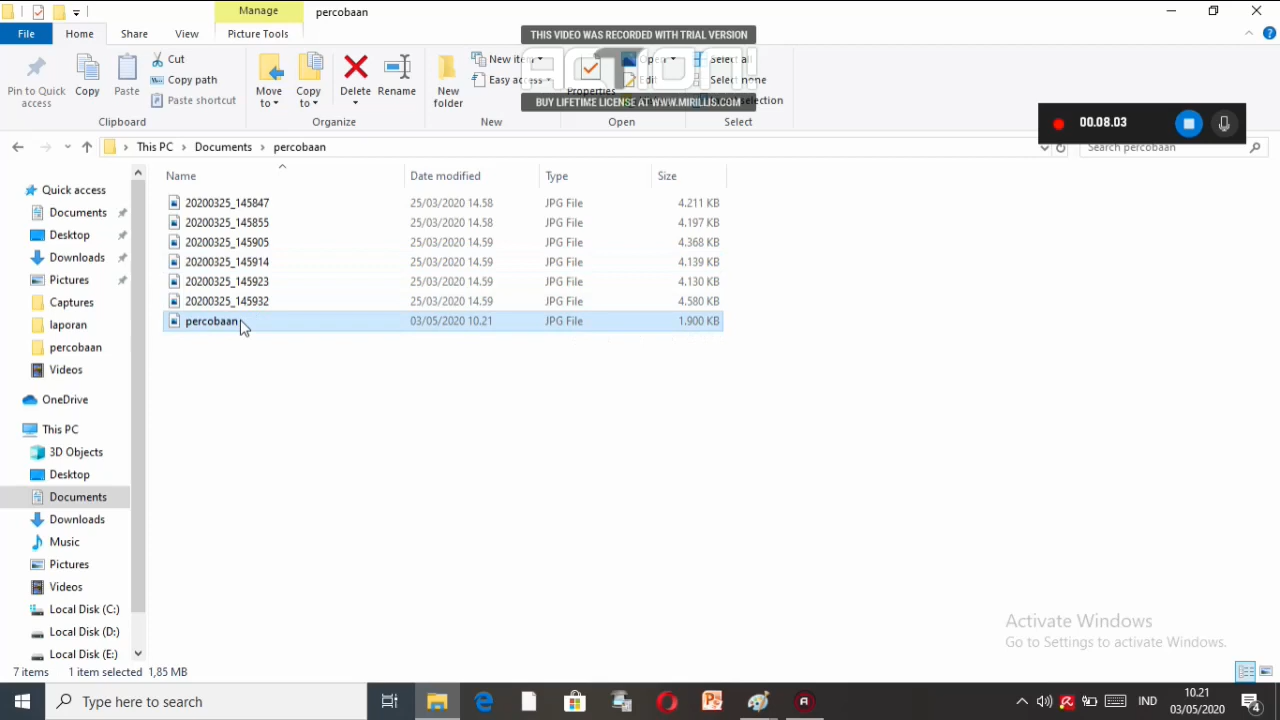 Manage
percobaan
File
Home
Share
View
Picture Tools
THIS VIDEO WAS RECORDED WITH TRIAL VERSION
BUY LIFETIME LICENSE AT WWW.MIRILLIS.COM
Pin to Quick access
Copy
Paste
Cut
Copy path
Paste shortcut
Move to
Copy to
Delete
Rename
New folder
New item
Easy access
Properties
Open
Edit
Select all
Select none
Clipboard
Organize
New
Open
Select
00.08.03
This PC
Documents
percobaan
Search percobaan
Name
Date modified
Type
Size
20200325_145847 25/03/2020 14.58 JPG File 4.211 KB
20200325_145855 25/03/2020 14.58 JPG File 4.197 KB
20200325_145905 25/03/2020 14.59 JPG File 4.368 KB
20200325_145914 25/03/2020 14.59 JPG File 4.139 KB
20200325_145923 25/03/2020 14.59 JPG File 4.130 KB
20200325_145932 25/03/2020 14.59 JPG File 4.580 KB
percobaan 03/05/2020 10.21 JPG File 1.900 KB
Quick access
Documents
Desktop
Downloads
Pictures
Captures
laporan
percobaan
Videos
OneDrive
This PC
3D Objects
Desktop
Documents
Downloads
Music
Pictures
Videos
Local Disk (C:)
Local Disk (D:)
Local Disk (E:)
Activate Windows
Go to Settings to activate Windows.
7 items
1 item selected 1,85 MB
Type here to search
IND
10.21
03/05/2020
4